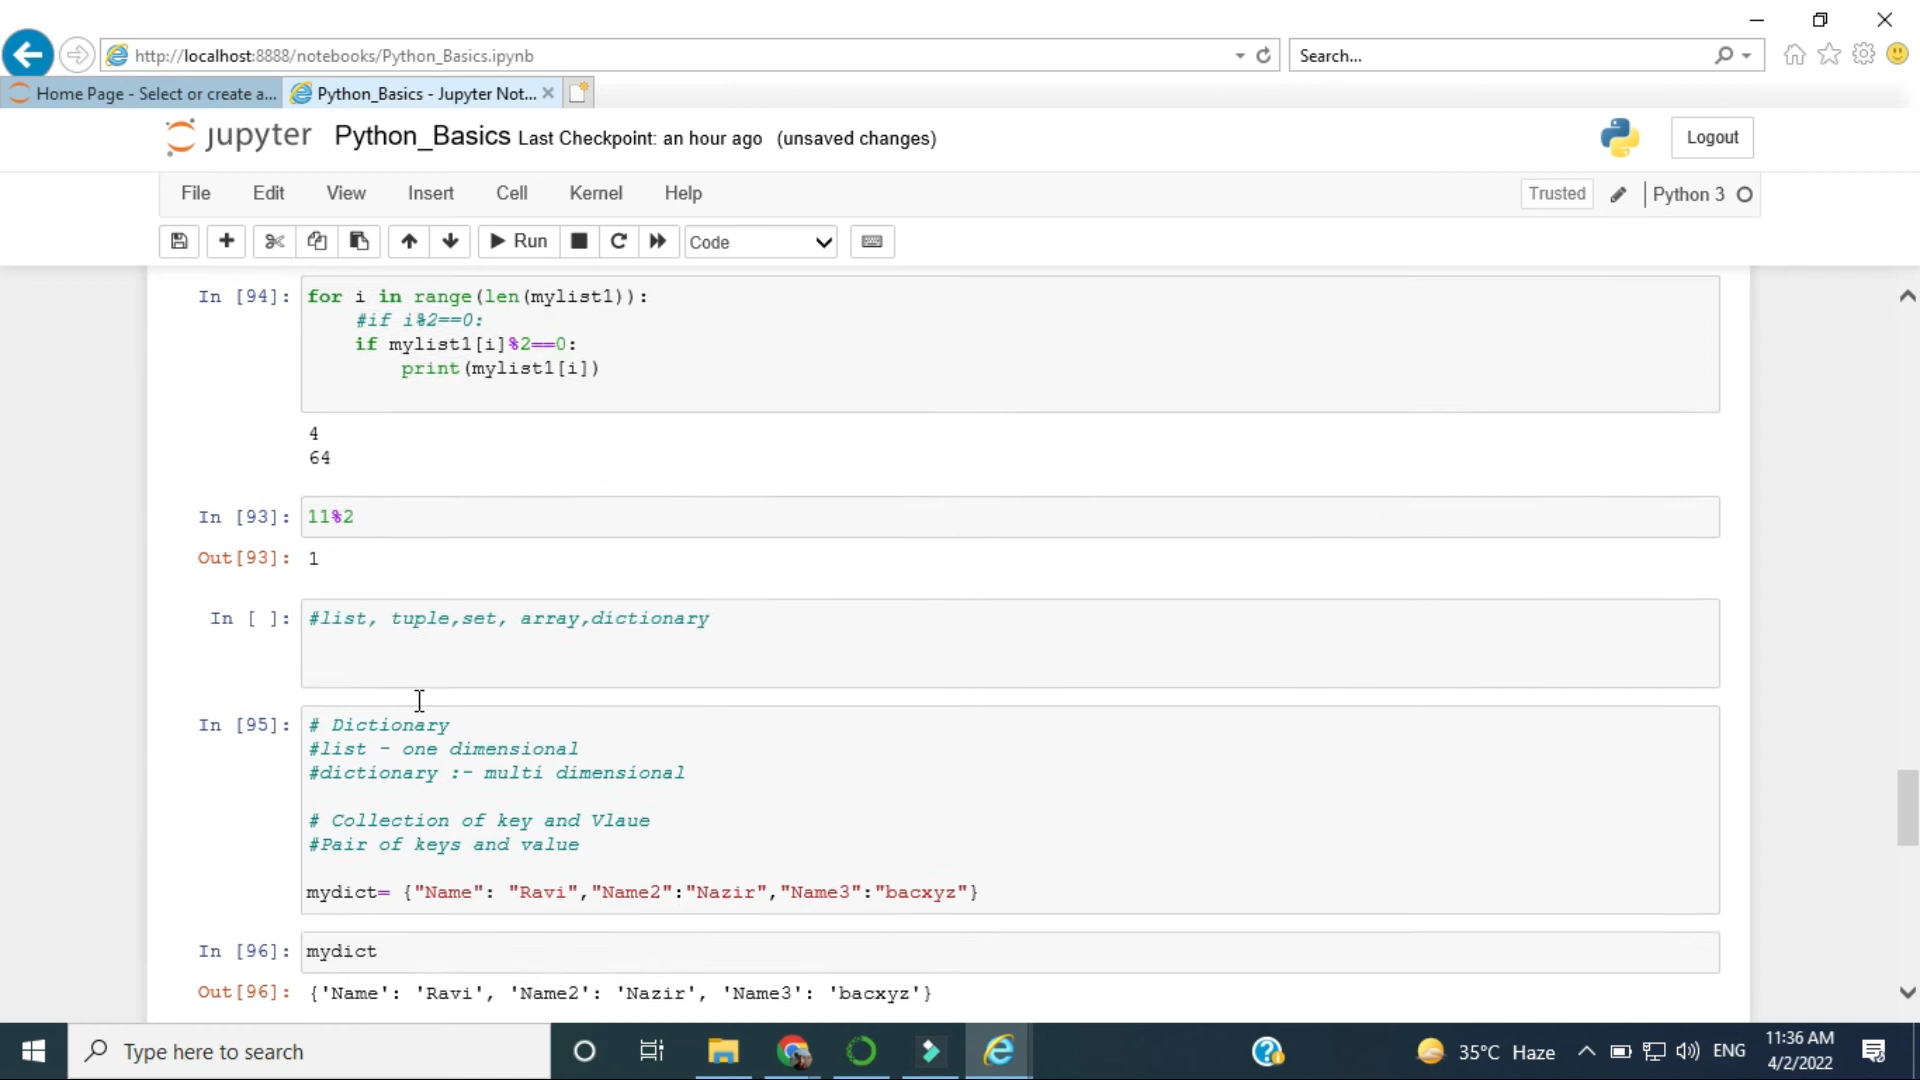 http://localhost:8888/notebooks/Python_Basics.ipynb
Search...
Home Page - Select or create a...
Python_Basics - Jupyter Not...
jupyter
Python_Basics Last Checkpoint: an hour ago (unsaved changes)
Logout
File Edit View Insert Cell Kernel Help
Trusted
Python 3
Run
Code
In [94]: for i in range(len(mylist1)):
#if i%2==0:
if mylist1[i]%2==0:
print(mylist1[i])
4
64
In [93]: 11%2
Out[93]: 1
In [ ]: #list, tuple,set, array,dictionary
In [95]: # Dictionary
#list - one dimensional
#dictionary :- multi dimensional
# Collection of key and Vlaue
#Pair of keys and value
mydict= {"Name": "Ravi","Name2":"Nazir","Name3":"bacxyz"}
In [96]: mydict
Out[96]: {'Name': 'Ravi', 'Name2': 'Nazir', 'Name3': 'bacxyz'}
Type here to search
35°C Haze
ENG
11:36 AM
4/2/2022